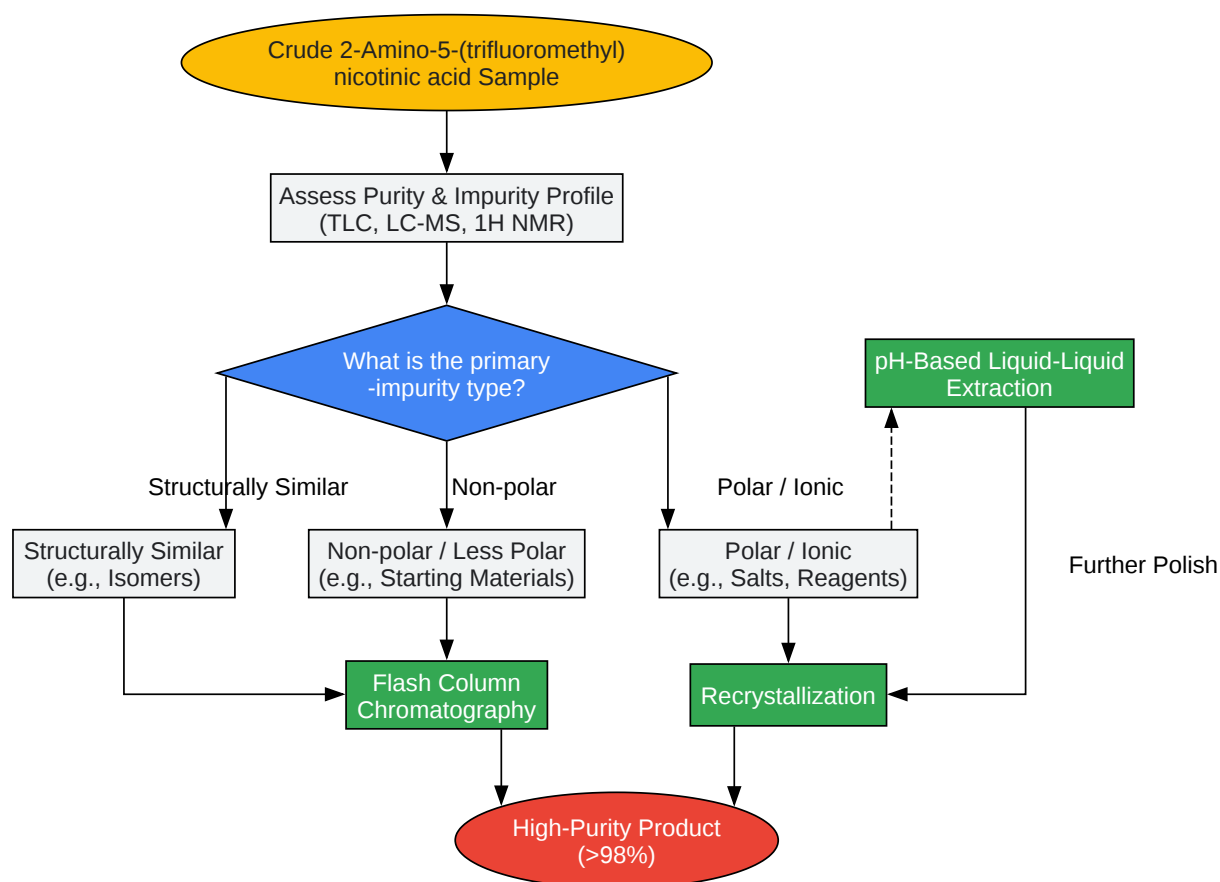 Crude 2-Amino-5-(trifluoromethyl)
nicotinic acid Sample
Assess Purity & Impurity Profile
(TLC, LC-MS, 1H NMR)
What is the primary
-impurity type?
pH-Based Liquid-Liquid
Extraction
Structurally Similar
Non-polar
Polar / Ionic
Structurally Similar
(e.g., Isomers)
Non-polar / Less Polar
(e.g., Starting Materials)
Polar / Ionic
(e.g., Salts, Reagents)
Further Polish
Flash Column
Chromatography
Recrystallization
High-Purity Product
(>98%)